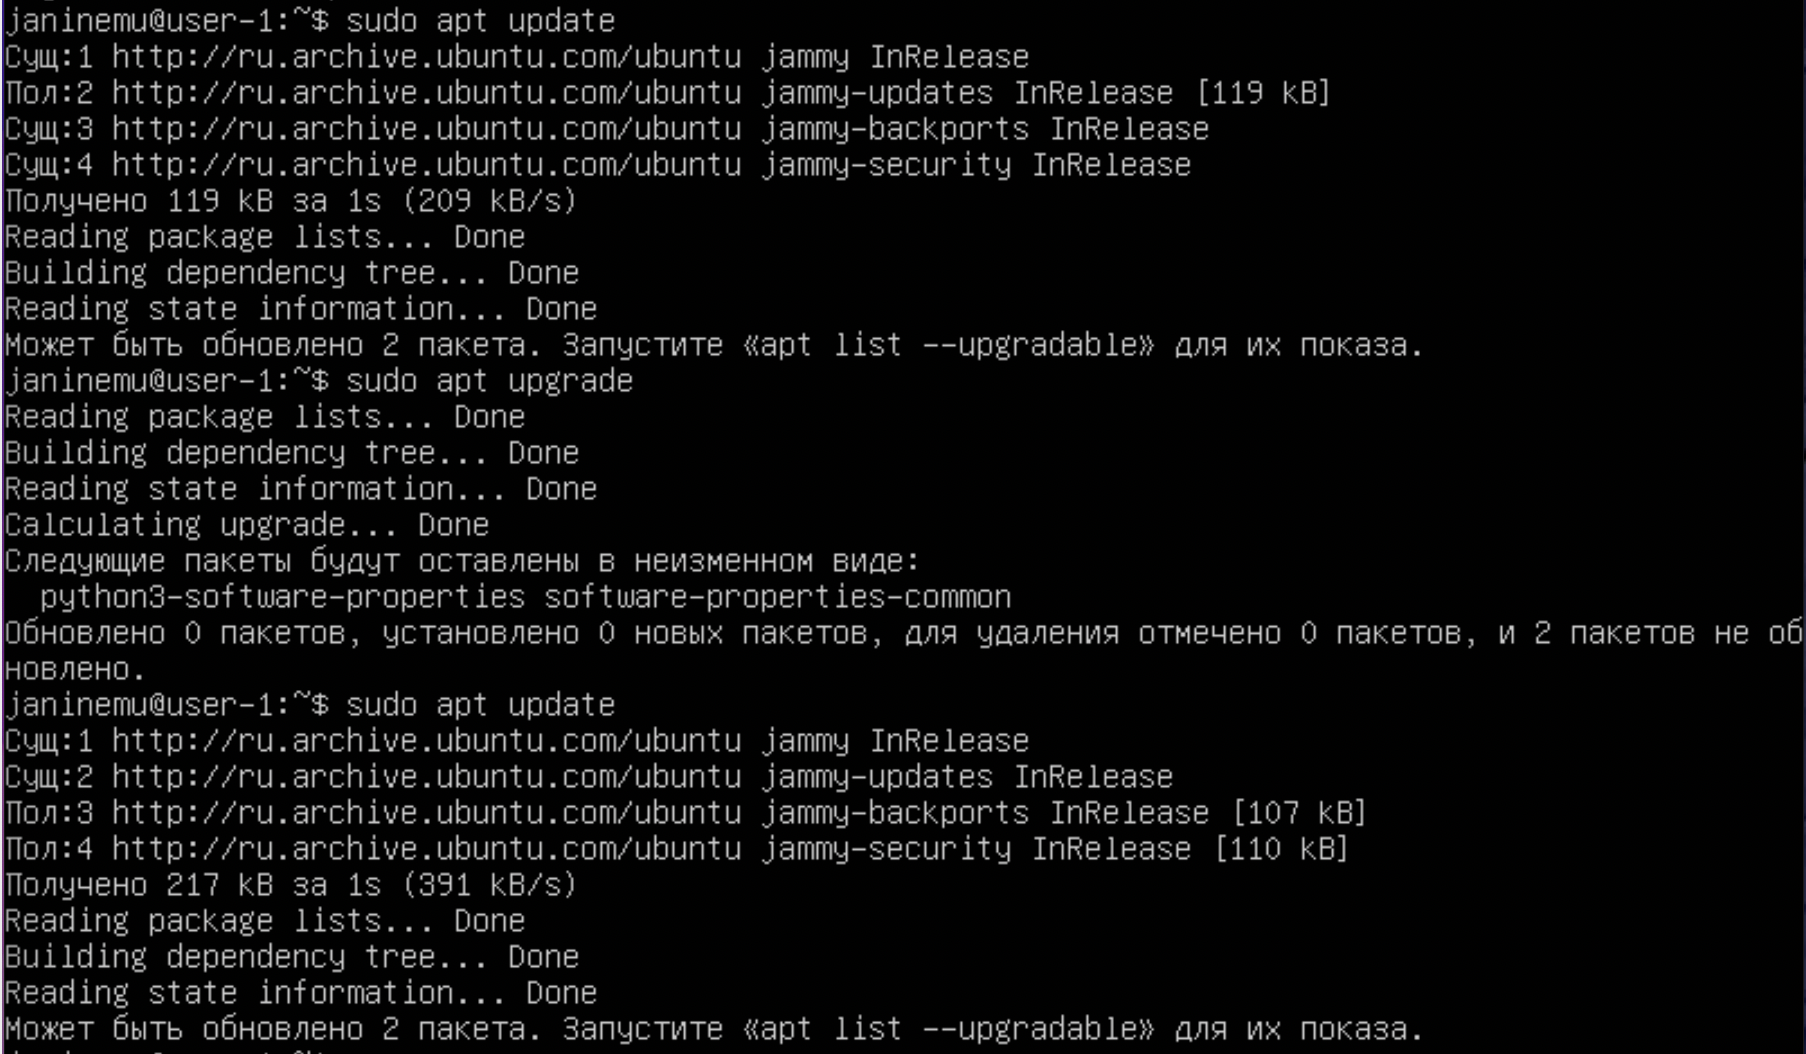 janinemu@user-1:~$ sudo apt update
Сущ:1 http://ru.archive.ubuntu.com/ubuntu jammy InRelease
Пол:2 http://ru.archive.ubuntu.com/ubuntu jammy-updates InRelease [119 kB]
Сущ:3 http://ru.archive.ubuntu.com/ubuntu jammy-backports InRelease
Сущ:4 http://ru.archive.ubuntu.com/ubuntu jammy-security InRelease
Получено 119 kB за 1s (209 kB/s)
Reading package lists... Done
Building dependency tree... Done
Reading state information... Done
Может быть обновлено 2 пакета. Запустите «apt list --upgradable» для их показа.
janinemu@user-1:~$ sudo apt upgrade
Reading package lists... Done
Building dependency tree... Done
Reading state information... Done
Calculating upgrade... Done
Следующие пакеты будут оставлены в неизменном виде:
  python3-software-properties software-properties-common
Обновлено 0 пакетов, установлено 0 новых пакетов, для удаления отмечено 0 пакетов, и 2 пакетов не об
новлено.
janinemu@user-1:~$ sudo apt update
Сущ:1 http://ru.archive.ubuntu.com/ubuntu jammy InRelease
Сущ:2 http://ru.archive.ubuntu.com/ubuntu jammy-updates InRelease
Пол:3 http://ru.archive.ubuntu.com/ubuntu jammy-backports InRelease [107 kB]
Пол:4 http://ru.archive.ubuntu.com/ubuntu jammy-security InRelease [110 kB]
Получено 217 kB за 1s (391 kB/s)
Reading package lists... Done
Building dependency tree... Done
Reading state information... Done
Может быть обновлено 2 пакета. Запустите «apt list --upgradable» для их показа.